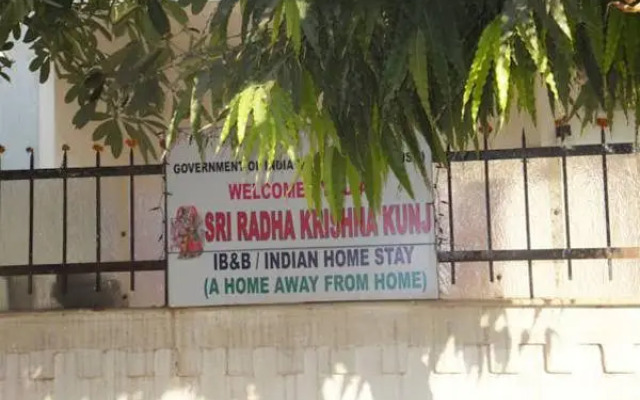 GOVERNMENT OF INDIA
WELCOME
SRI RADHA KRISHNA KUNJ
IB&B / INDIAN HOME STAY
(A HOME AWAY FROM HOME)